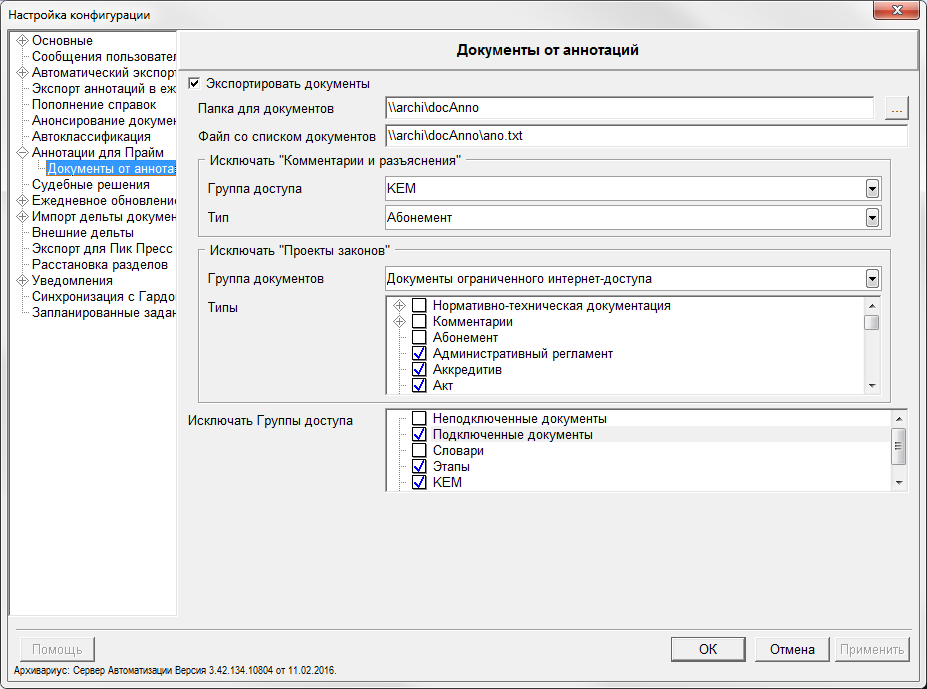 Настройка конфигурации
Основные
Сообщения пользовател
Автоматический экспорт
Экспорт аннотаций в еж
Пополнение справок
Анонсирование докумен
Автоклассификация
Аннотации для Прайм
Документы от аннота
Судебные решения
Ежедневное обновление
Импорт дельты докумен
Внешние дельты
Экспорт для Пик Пресс
Расстановка разделов
Уведомления
Синхронизация с Гардо
Запланированные задан
Документы от аннотаций
Экспортировать документы
Папка для документов \\archi\docAnno ...
Файл со списком документов \\archi\docAnno\ano.txt
Исключать "Комментарии и разъяснения"
Группа доступа КЕМ
Тип Абонемент
Исключать "Проекты законов"
Группа документов Документы ограниченного интернет-доступа
Типы Нормативно-техническая документация
Комментарии
Абонемент
Административный регламент
Аккредитив
Акт
Исключать Группы доступа Неподключенные документы
Подключенные документы
Словари
Этапы
КЕМ
Помощь OK Отмена Применить
Архивариус: Сервер Автоматизации Версия 3.42.134.10804 от 11.02.2016.